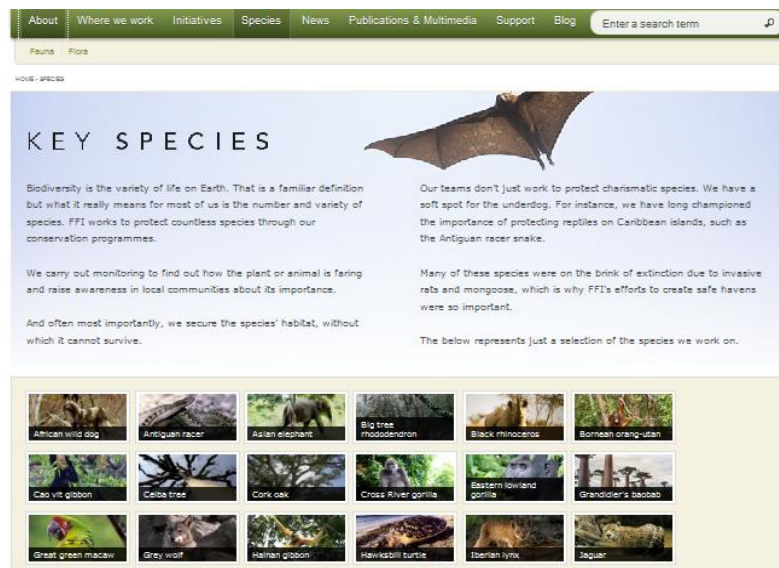 About Where we work Initiatives Species News Publications & Multimedia Support Blog Enter a search term
Fauna Flora
HOME › SPECIES
KEY SPECIES
Biodiversity is the variety of life on Earth. That is a familiar definition
but what it really means for most of us is the number and variety of
species. FFI works to protect countless species through our
conservation programmes.
We carry out monitoring to find out how the plant or animal is faring
and raise awareness in local communities about its importance.
And often most importantly, we secure the species' habitat, without
which it cannot survive.
Our teams don't just work to protect charismatic species. We have a
soft spot for the underdog. For instance, we have long championed
the importance of protecting reptiles on Caribbean islands, such as
the Antiguan racer snake.
Many of these species were on the brink of extinction due to invasive
rats and mongoose, which is why FFI's efforts to create safe havens
were so important.
The below represents just a selection of the species we work on.
African wild dog
Antiguan racer
Asian elephant
Big tree
rhododendron
Black rhinoceros
Bornean orang-utan
Cao vit gibbon
Ceiba tree
Cork oak
Cross River gorilla
Eastern lowland
gorilla
Grandidier's baobab
Great green macaw
Grey wolf
Hainan gibbon
Hawksbill turtle
Iberian lynx
Jaguar